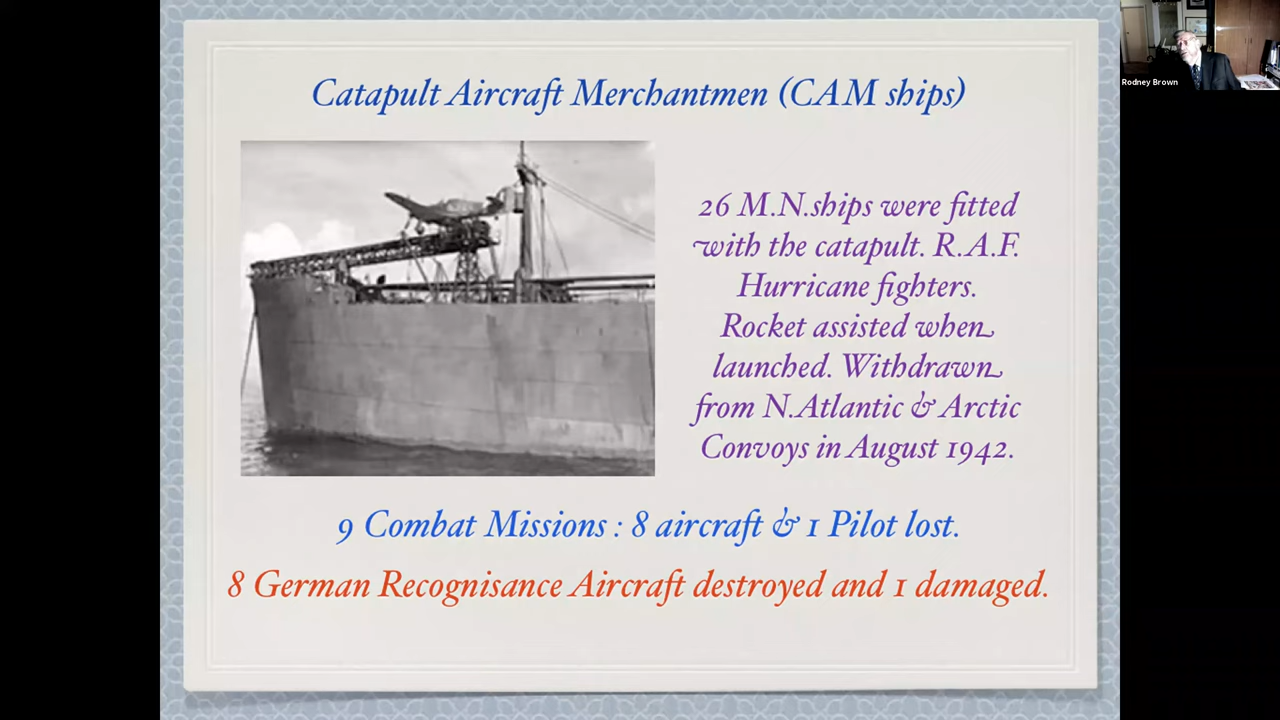 Catapult Aircraft Merchantmen (CAM ships)
Rodney Brown
26 M.N.ships were fitted
with the catapult. R.A.F.
Hurricane fighters.
Rocket assisted when
launched. Withdrawn
from N.Atlantic & Arctic
Convoys in August 1942.
9 Combat Missions : 8 aircraft & 1 Pilot lost.
8 German Recognisance Aircraft destroyed and 1 damaged.